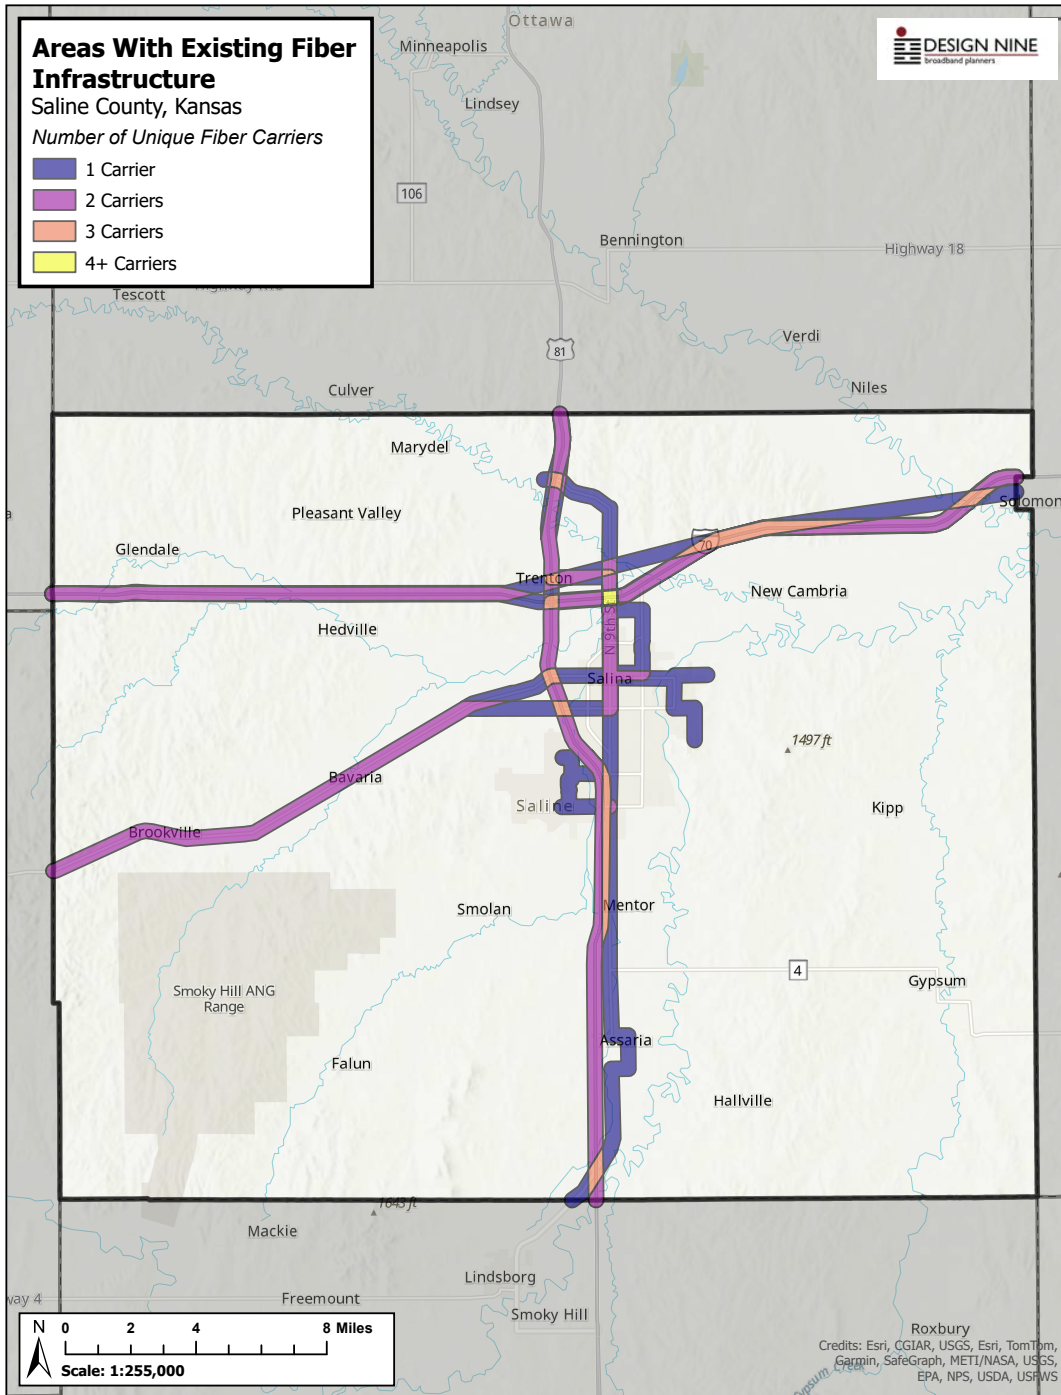 Areas With Existing Fiber
Infrastructure
Saline County, Kansas
Number of Unique Fiber Carriers
1 Carrier
2 Carriers
3 Carriers
4+ Carriers
DESIGN NINE
broadband planners
Ottawa
Minneapolis
Lindsey
106
Bennington
Highway 18
Tescott
Verdi
81
Culver
Niles
Marydel
Solomon
Pleasant Valley
70
Glendale
Trenton
New Cambria
N 9th St
Hedville
Salina
1497 ft
Bavaria
Saline
Kipp
Brookville
Smolan
Mentor
4
Gypsum
Smoky Hill ANG
Range
Assaria
Falun
Hallville
1643 ft
Mackie
Lindsborg
way 4
Freemount
Smoky Hill
Roxbury
Gypsum Creek
N
0 2 4 8 Miles
Scale: 1:255,000
Credits: Esri, CGIAR, USGS, Esri, TomTom,
Garmin, SafeGraph, METI/NASA, USGS,
EPA, NPS, USDA, USFWS